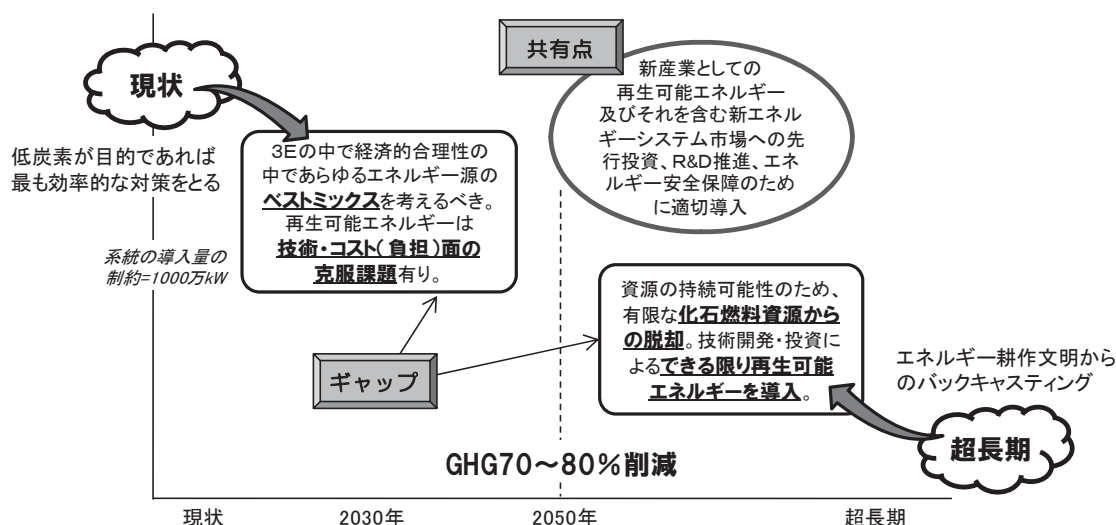 共有点
新産業としての
再生可能エネルギー
及びそれを含む新エネル
ギーシステム市場への先
行投資、R&D推進、エネ
ルギー安全保障のため
に適切導入
現状
低炭素が目的であれば
最も効率的な対策をとる
3Eの中で経済的合理性の
中であらゆるエネルギー源の
ベストミックスを考えるべき。
再生可能エネルギーは
技術・コスト(負担)面の
克服課題有り。
系統の導入量の
制約=1000万kW
ギャップ
資源の持続可能性のため、
有限な化石燃料資源から
の脱却。技術開発・投資に
よるできる限り再生可能
エネルギーを導入。
エネルギー耕作文明から
のバックキャスティング
超長期
GHG70~80%削減
現状 2030年 2050年 超長期